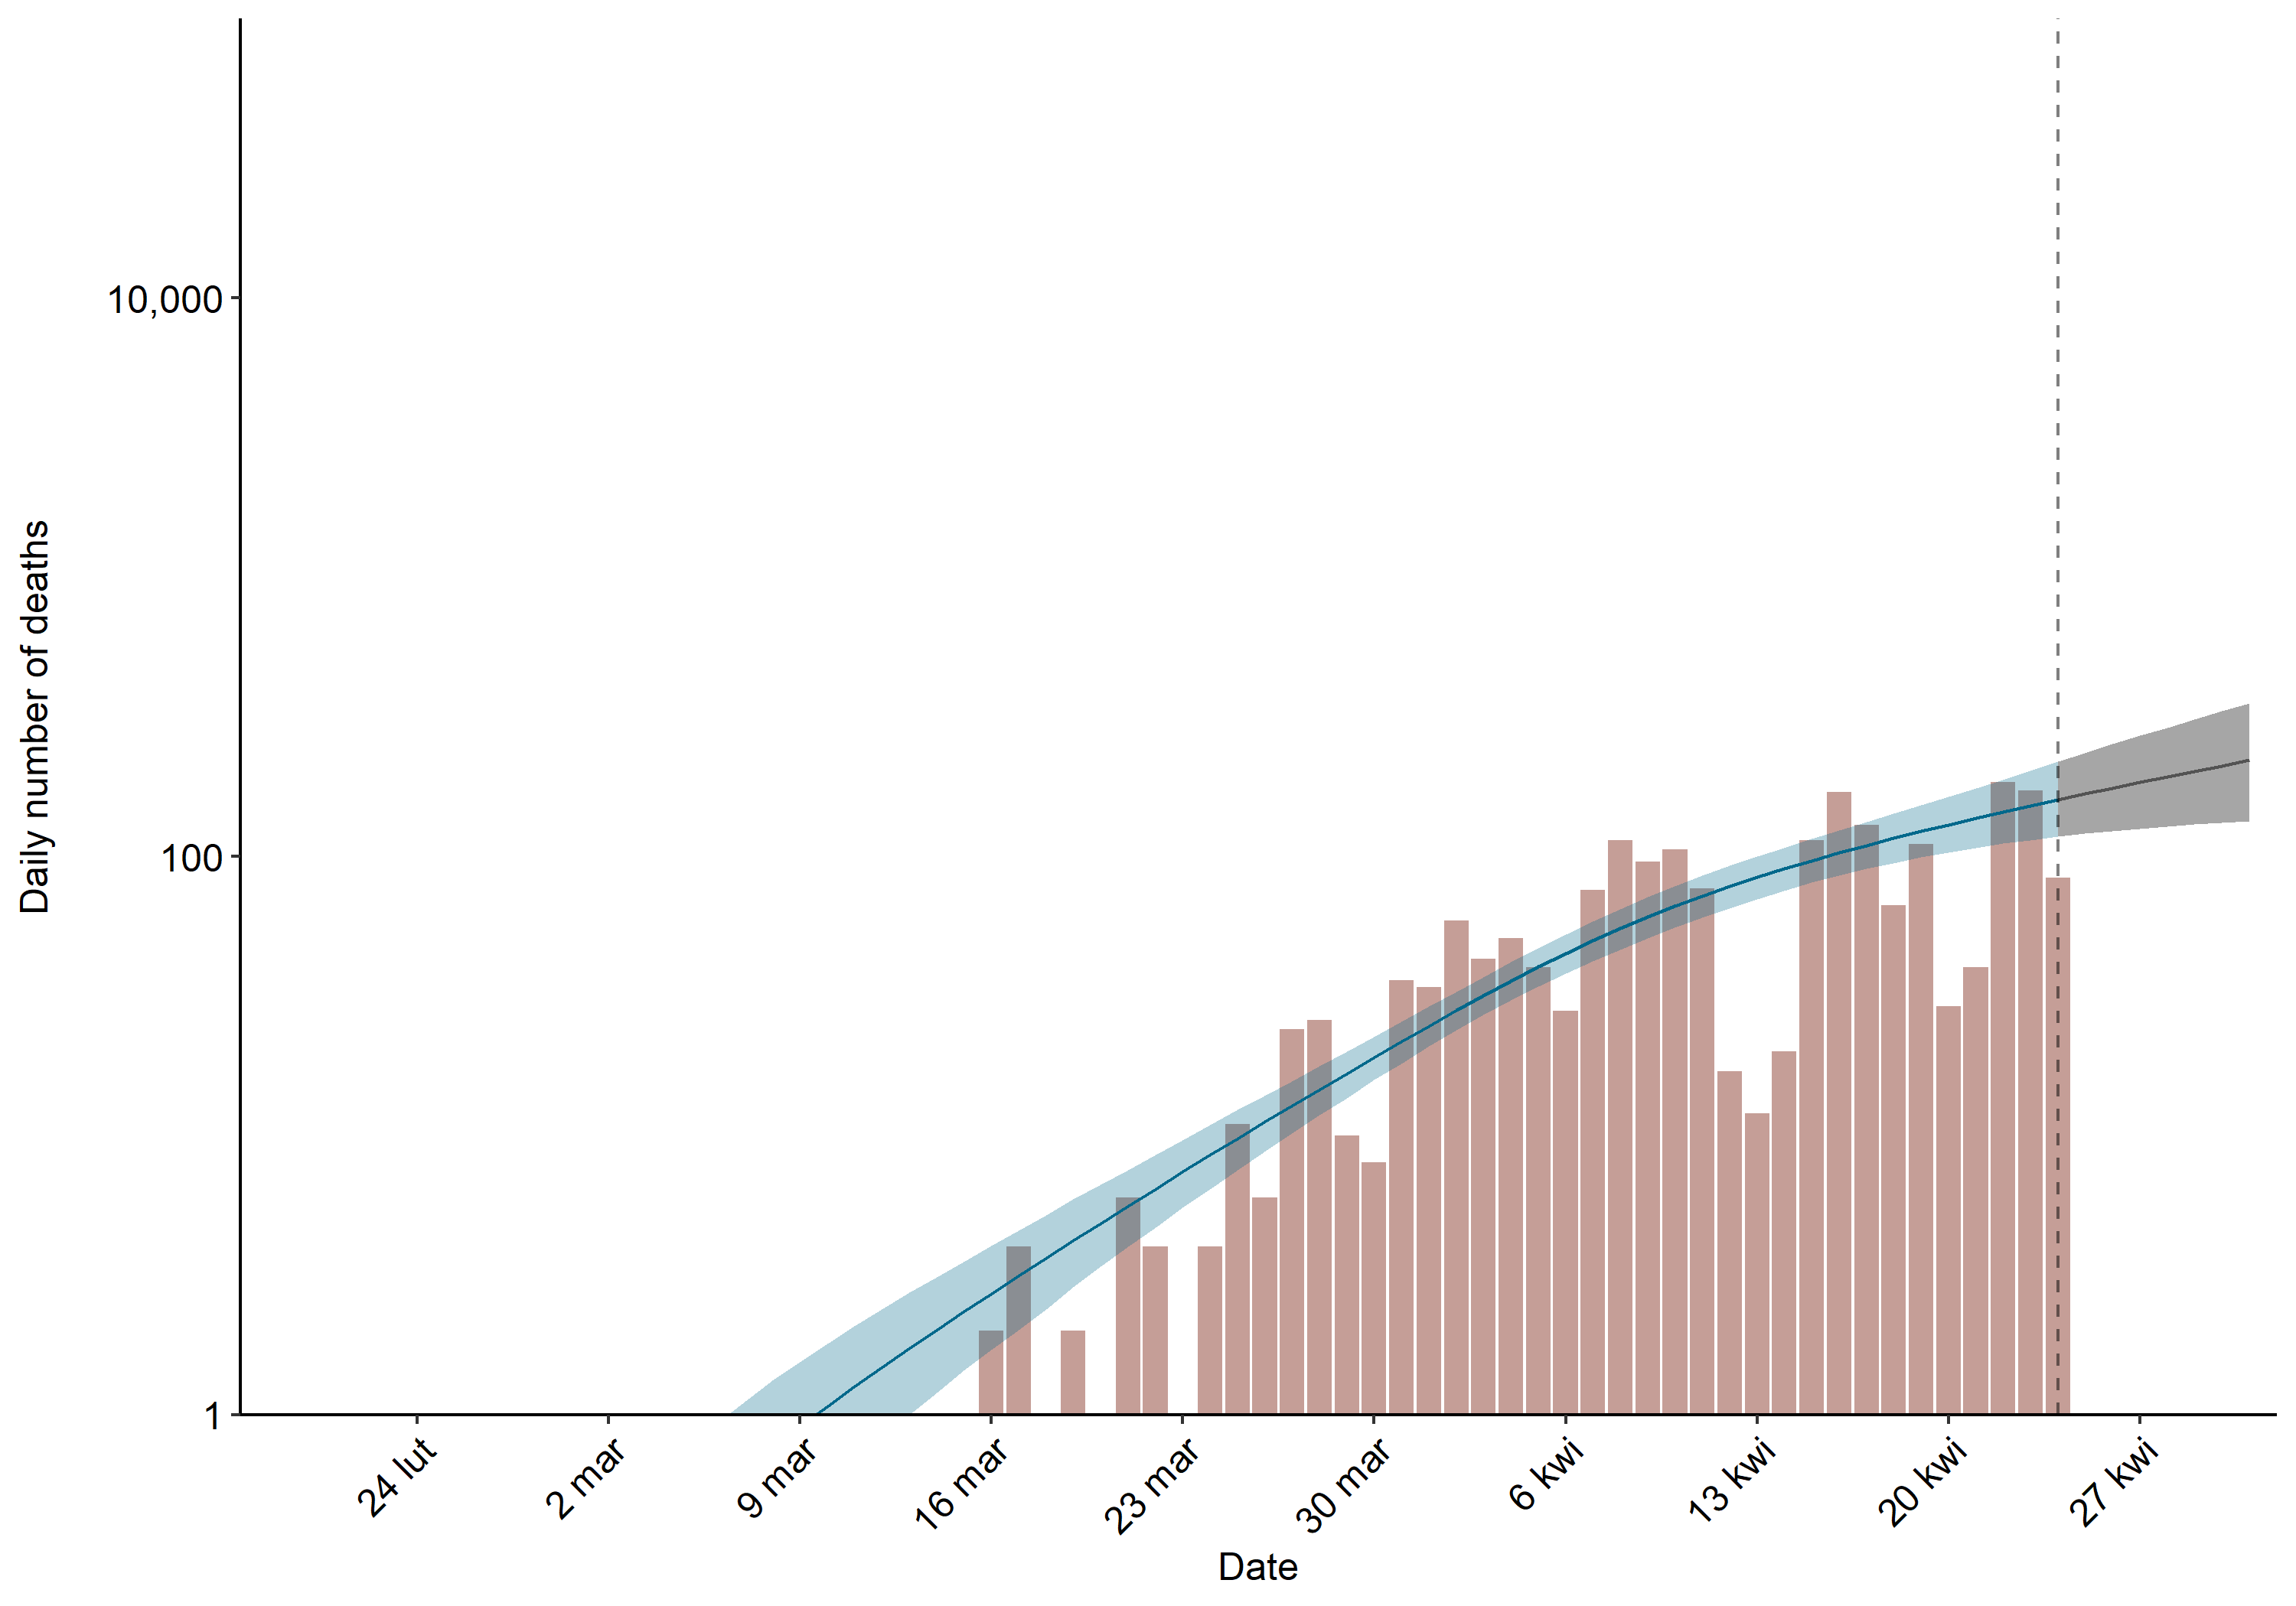 Daily number of deaths
10,000
100
1
24 lut
2 mar
9 mar
16 mar
23 mar
30 mar
6 kwi
13 kwi
20 kwi
27 kwi
Date